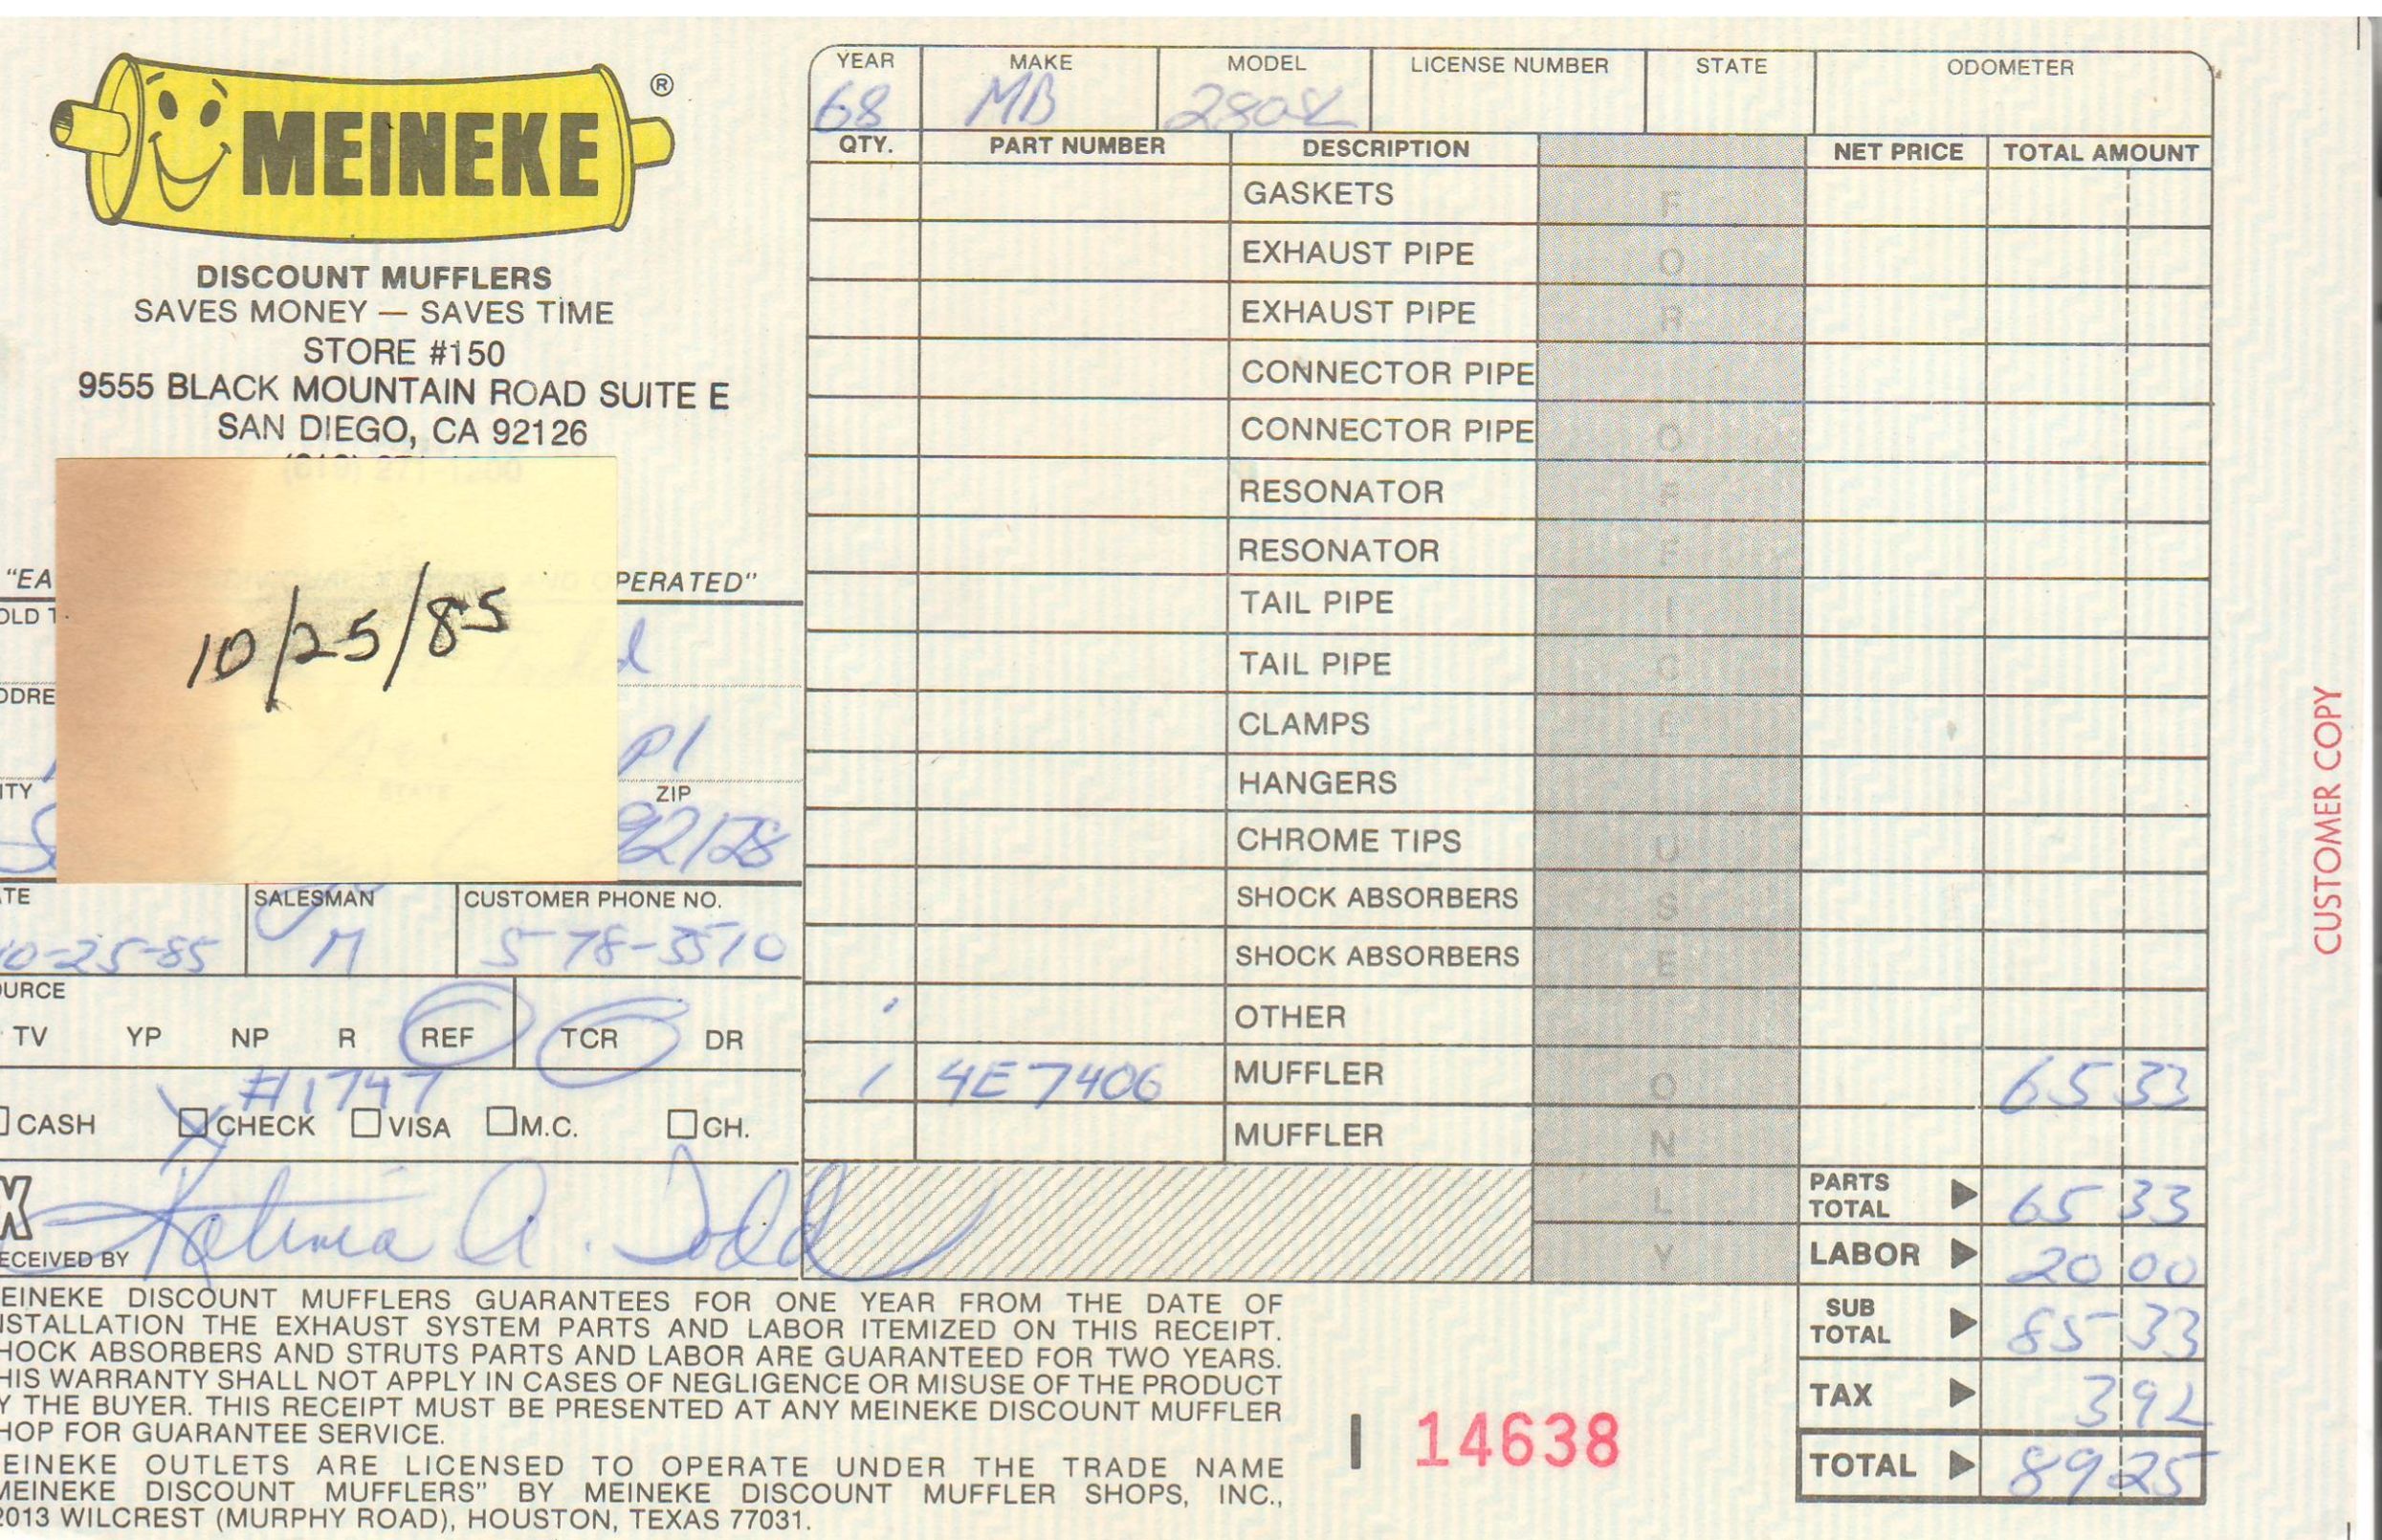 MEINEKE ®
DISCOUNT MUFFLERS
SAVES MONEY — SAVES TIME
STORE #150
9555 BLACK MOUNTAIN ROAD SUITE E
SAN DIEGO, CA 92126
"EA PERATED"
10/25/85
OLD T
DDRE
Pl
ITY ZIP
92128
TE SALESMAN CUSTOMER PHONE NO.
10-25-85 M 578-3510
OURCE
TV YP NP R REF TCR DR
#1747
CASH CHECK VISA M.C. CH.
X
ECEIVED BY
A. Todd
EINEKE DISCOUNT MUFFLERS GUARANTEES FOR ONE YEAR FROM THE DATE OF
NSTALLATION THE EXHAUST SYSTEM PARTS AND LABOR ITEMIZED ON THIS RECEIPT.
HOCK ABSORBERS AND STRUTS PARTS AND LABOR ARE GUARANTEED FOR TWO YEARS.
HIS WARRANTY SHALL NOT APPLY IN CASES OF NEGLIGENCE OR MISUSE OF THE PRODUCT
Y THE BUYER. THIS RECEIPT MUST BE PRESENTED AT ANY MEINEKE DISCOUNT MUFFLER
HOP FOR GUARANTEE SERVICE.
EINEKE OUTLETS ARE LICENSED TO OPERATE UNDER THE TRADE NAME
MEINEKE DISCOUNT MUFFLERS" BY MEINEKE DISCOUNT MUFFLER SHOPS, INC.,
2013 WILCREST (MURPHY ROAD), HOUSTON, TEXAS 77031.
YEAR MAKE MODEL LICENSE NUMBER STATE ODOMETER
68 MB
QTY. PART NUMBER DESCRIPTION NET PRICE TOTAL AMOUNT
GASKETS
EXHAUST PIPE
EXHAUST PIPE
CONNECTOR PIPE
CONNECTOR PIPE
RESONATOR
RESONATOR
TAIL PIPE
TAIL PIPE
CLAMPS
HANGERS
CHROME TIPS
SHOCK ABSORBERS
SHOCK ABSORBERS
OTHER
1 4E7406 MUFFLER 65 33
MUFFLER
FOR OFFICE USE ONLY
PARTS TOTAL 65 33
LABOR 20 00
SUB TOTAL 85 33
TAX 3 92
TOTAL 89 25
14638
CUSTOMER COPY